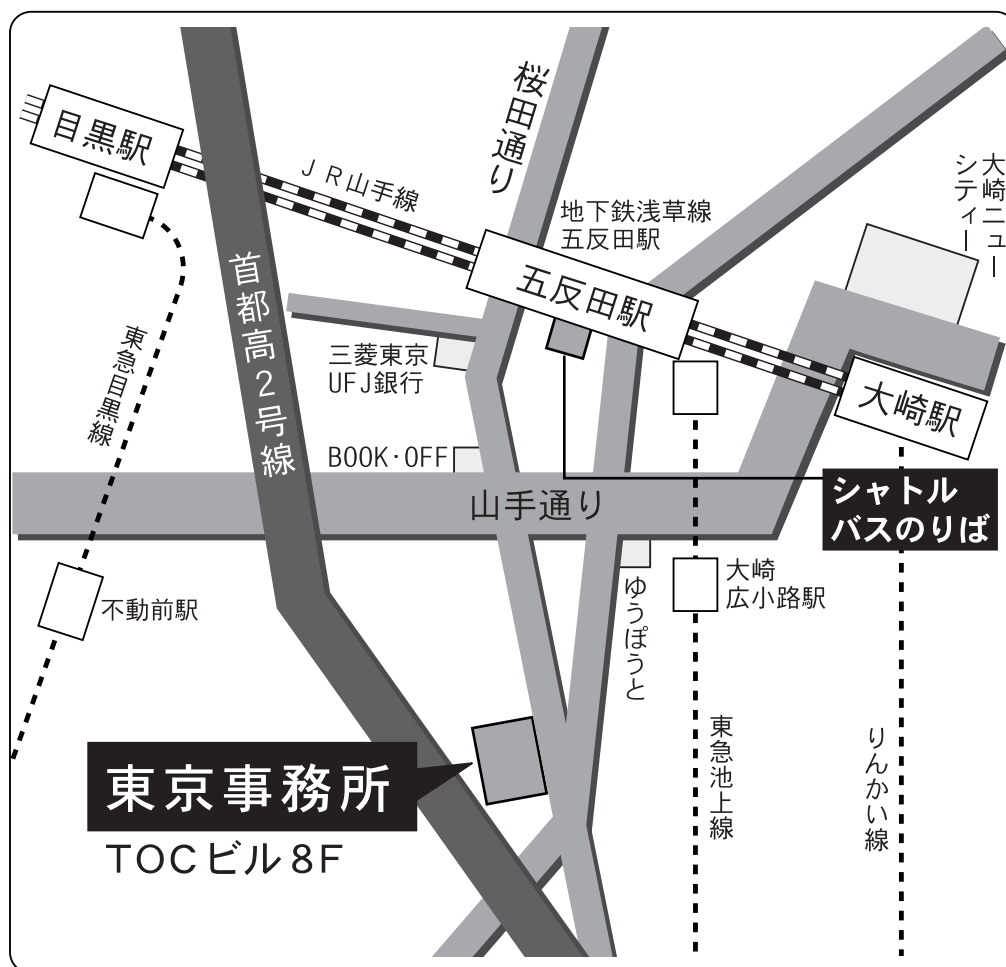 目黒駅
JR山手線
桜田通り
地下鉄浅草線
五反田駅
大崎ニュー
シティー
五反田駅
首都高2号線
東急目黒線
三菱東京
UFJ銀行
大崎駅
BOOK・OFF
山手通り
シャトル
バスのりば
不動前駅
ゆうぽうと
大崎
広小路駅
東急池上線
りんかい線
東京事務所
TOCビル8F